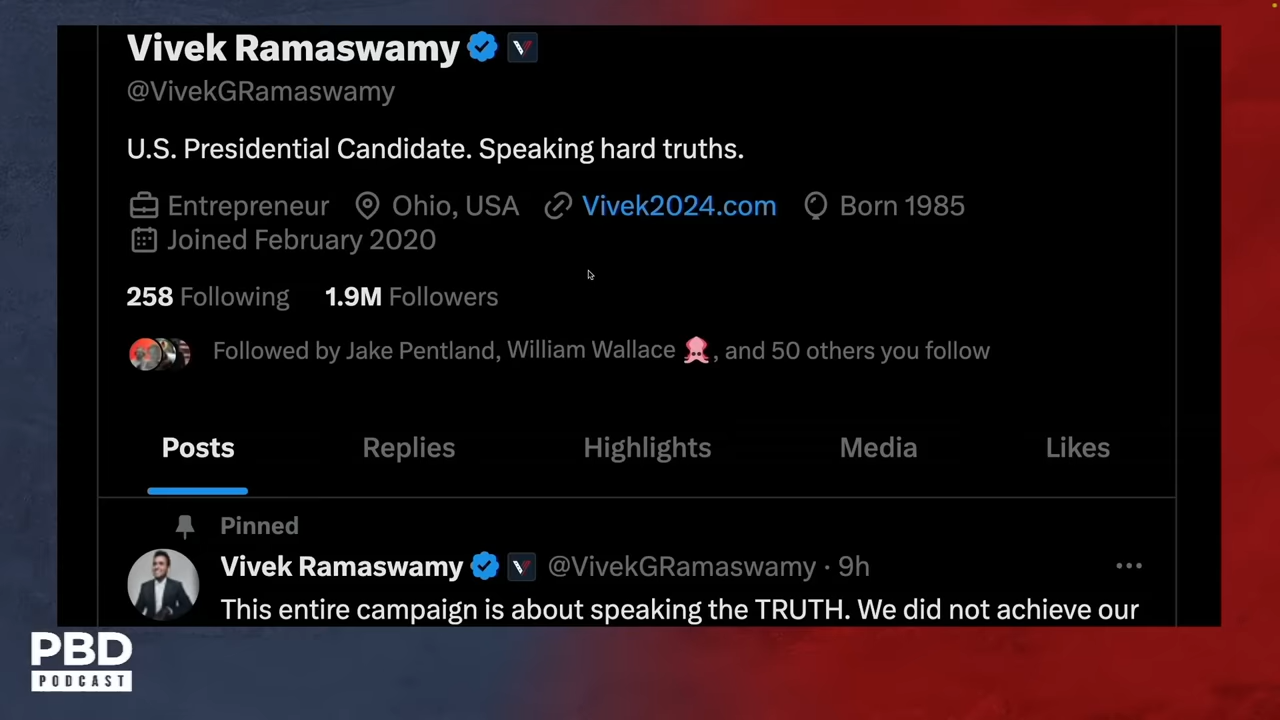 Vivek Ramaswamy
@VivekGRamaswamy
U.S. Presidential Candidate. Speaking hard truths.
Entrepreneur Ohio, USA Vivek2024.com Born 1985
Joined February 2020
258 Following 1.9M Followers
Followed by Jake Pentland, William Wallace 🦑, and 50 others you follow
Posts Replies Highlights Media Likes
Pinned
Vivek Ramaswamy @VivekGRamaswamy · 9h
This entire campaign is about speaking the TRUTH. We did not achieve our
PBD
PODCAST